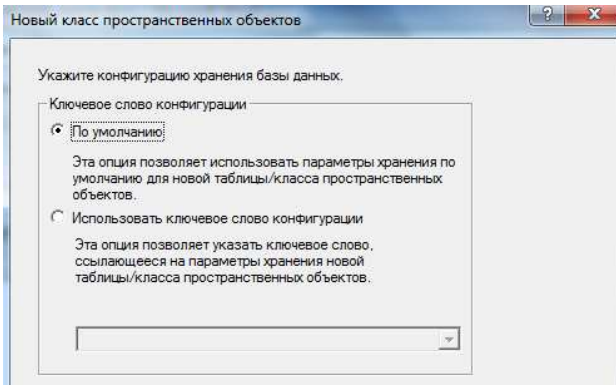 Новый класс пространственных объектов
Укажите конфигурацию хранения базы данных.
Ключевое слово конфигурации
По умолчанию
Эта опция позволяет использовать параметры хранения по
умолчанию для новой таблицы/класса пространственных
объектов.
Использовать ключевое слово конфигурации
Эта опция позволяет указать ключевое слово,
ссылающееся на параметры хранения новой
таблицы/класса пространственных объектов.